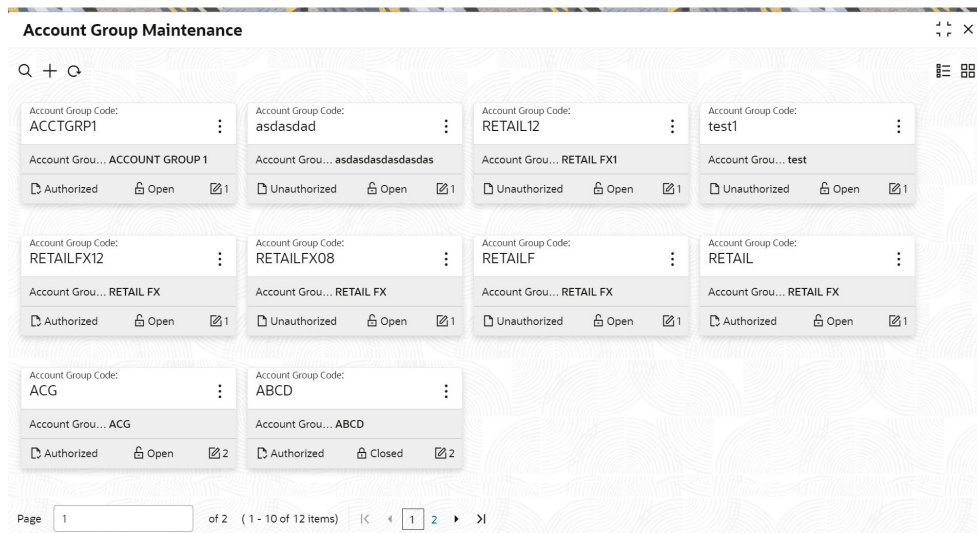 Account Group Maintenance
Account Group Code: Account Group Code: Account Group Code: Account Group Code:
ACCTGRP1 asdasdad RETAIL12 test1
Account Grou... ACCOUNT GROUP 1 Account Grou... asdasdasdasdasdas Account Grou... RETAIL FX1 Account Grou... test
Authorized Open 1 Unauthorized Open 1 Unauthorized Open 1 Unauthorized Open 1
Account Group Code: Account Group Code: Account Group Code: Account Group Code:
RETAILFX12 RETAILFX08 RETAILF RETAIL
Account Grou... RETAIL FX Account Grou... RETAIL FX Account Grou... RETAIL FX Account Grou... RETAIL FX
Authorized Open 1 Unauthorized Open 1 Unauthorized Open 1 Authorized Open 1
Account Group Code: Account Group Code:
ACG ABCD
Account Grou... ACG Account Grou... ABCD
Authorized Open 2 Authorized Closed 2
Page 1 of 2 (1 - 10 of 12 items) 1 2